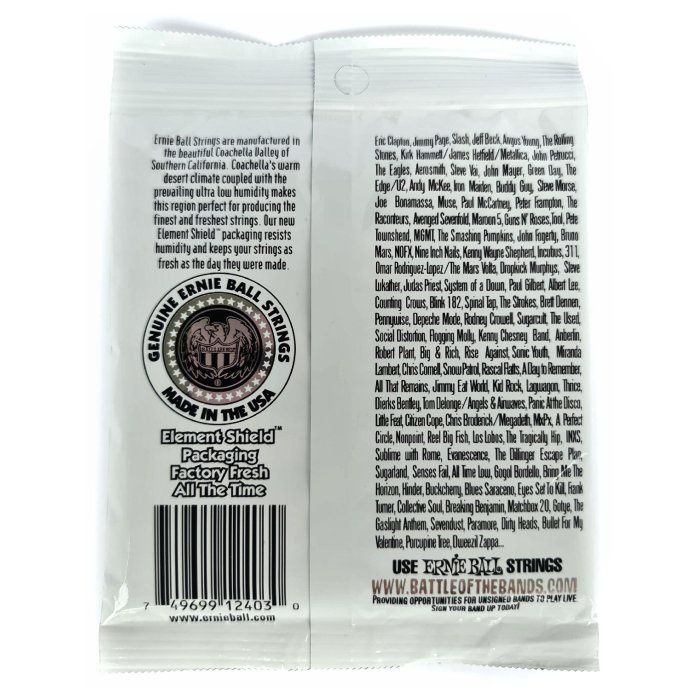 Ernie Ball Strings are manufactured in
the beautiful Coachella Valley of
Southern California. Coachella's warm
desert climate coupled with the
prevailing ultra low humidity makes
this region perfect for producing the
finest and freshest strings. Our new
Element Shield™ packaging resists
humidity and keeps your strings as
fresh as the day they were made.
GENUINE ERNIE BALL STRINGS
MADE IN THE USA
Element Shield™
Packaging
Factory Fresh
All The Time
7 49699 12403 0
www.ernieball.com
Eric Clapton, Jimmy Page, Slash, Jeff Beck, Angus Young, The Rolling
Stones, Kirk Hammett/James Hetfield/Metallica, John Petrucci,
The Eagles, Aerosmith, Steve Vai, John Mayer, Green Day, The
Edge/U2, Andy McKee, Iron Maiden, Buddy Guy, Steve Morse,
Joe Bonamassa, Muse, Paul McCartney, Peter Frampton, The
Raconteurs, Avenged Sevenfold, Maroon 5, Guns N' Roses, Tool, Pete
Townshend, MGMT, The Smashing Pumpkins, John Fogerty, Bruno
Mars, NOFX, Nine Inch Nails, Kenny Wayne Shepherd, Incubus, 311,
Omar Rodriguez-Lopez/The Mars Volta, Dropkick Murphys, Steve
Lukather, Judas Priest, System of a Down, Paul Gilbert, Albert Lee,
Counting Crows, Blink 182, Spinal Tap, The Strokes, Brett Dennen,
Pennywise, Depeche Mode, Rodney Crowell, Sugarcult, The Used,
Social Distortion, Flogging Molly, Kenny Chesney Band, Anberlin,
Robert Plant, Big & Rich, Rise Against, Sonic Youth, Miranda
Lambert, Chris Cornell, Snow Patrol, Rascal Flatts, A Day to Remember,
All That Remains, Jimmy Eat World, Kid Rock, Lagwagon, Thrice,
Dierks Bentley, Tom Delonge/Angels & Airwaves, Panic At the Disco,
Little Feat, Citizen Cope, Chris Broderick/Megadeth, MxPx, A Perfect
Circle, Nonpoint, Reel Big Fish, Los Lobos, The Tragically Hip, INXS,
Sublime with Rome, Evanescence, The Dillinger Escape Plan,
Sugarland, Senses Fail, All Time Low, Gogol Bordello, Bring Me The
Horizon, Hinder, Buckcherry, Blues Saraceno, Eyes Set To Kill, Frank
Turner, Collective Soul, Breaking Benjamin, Matchbox 20, Gotye, The
Gaslight Anthem, Sevendust, Paramore, Dirty Heads, Bullet For My
Valentine, Porcupine Tree, Dweezil Zappa...
USE ERNIE BALL STRINGS
WWW.BATTLEOFTHEBANDS.COM
PROVIDING OPPORTUNITIES FOR UNSIGNED BANDS TO PLAY LIVE.
SIGN YOUR BAND UP TODAY!